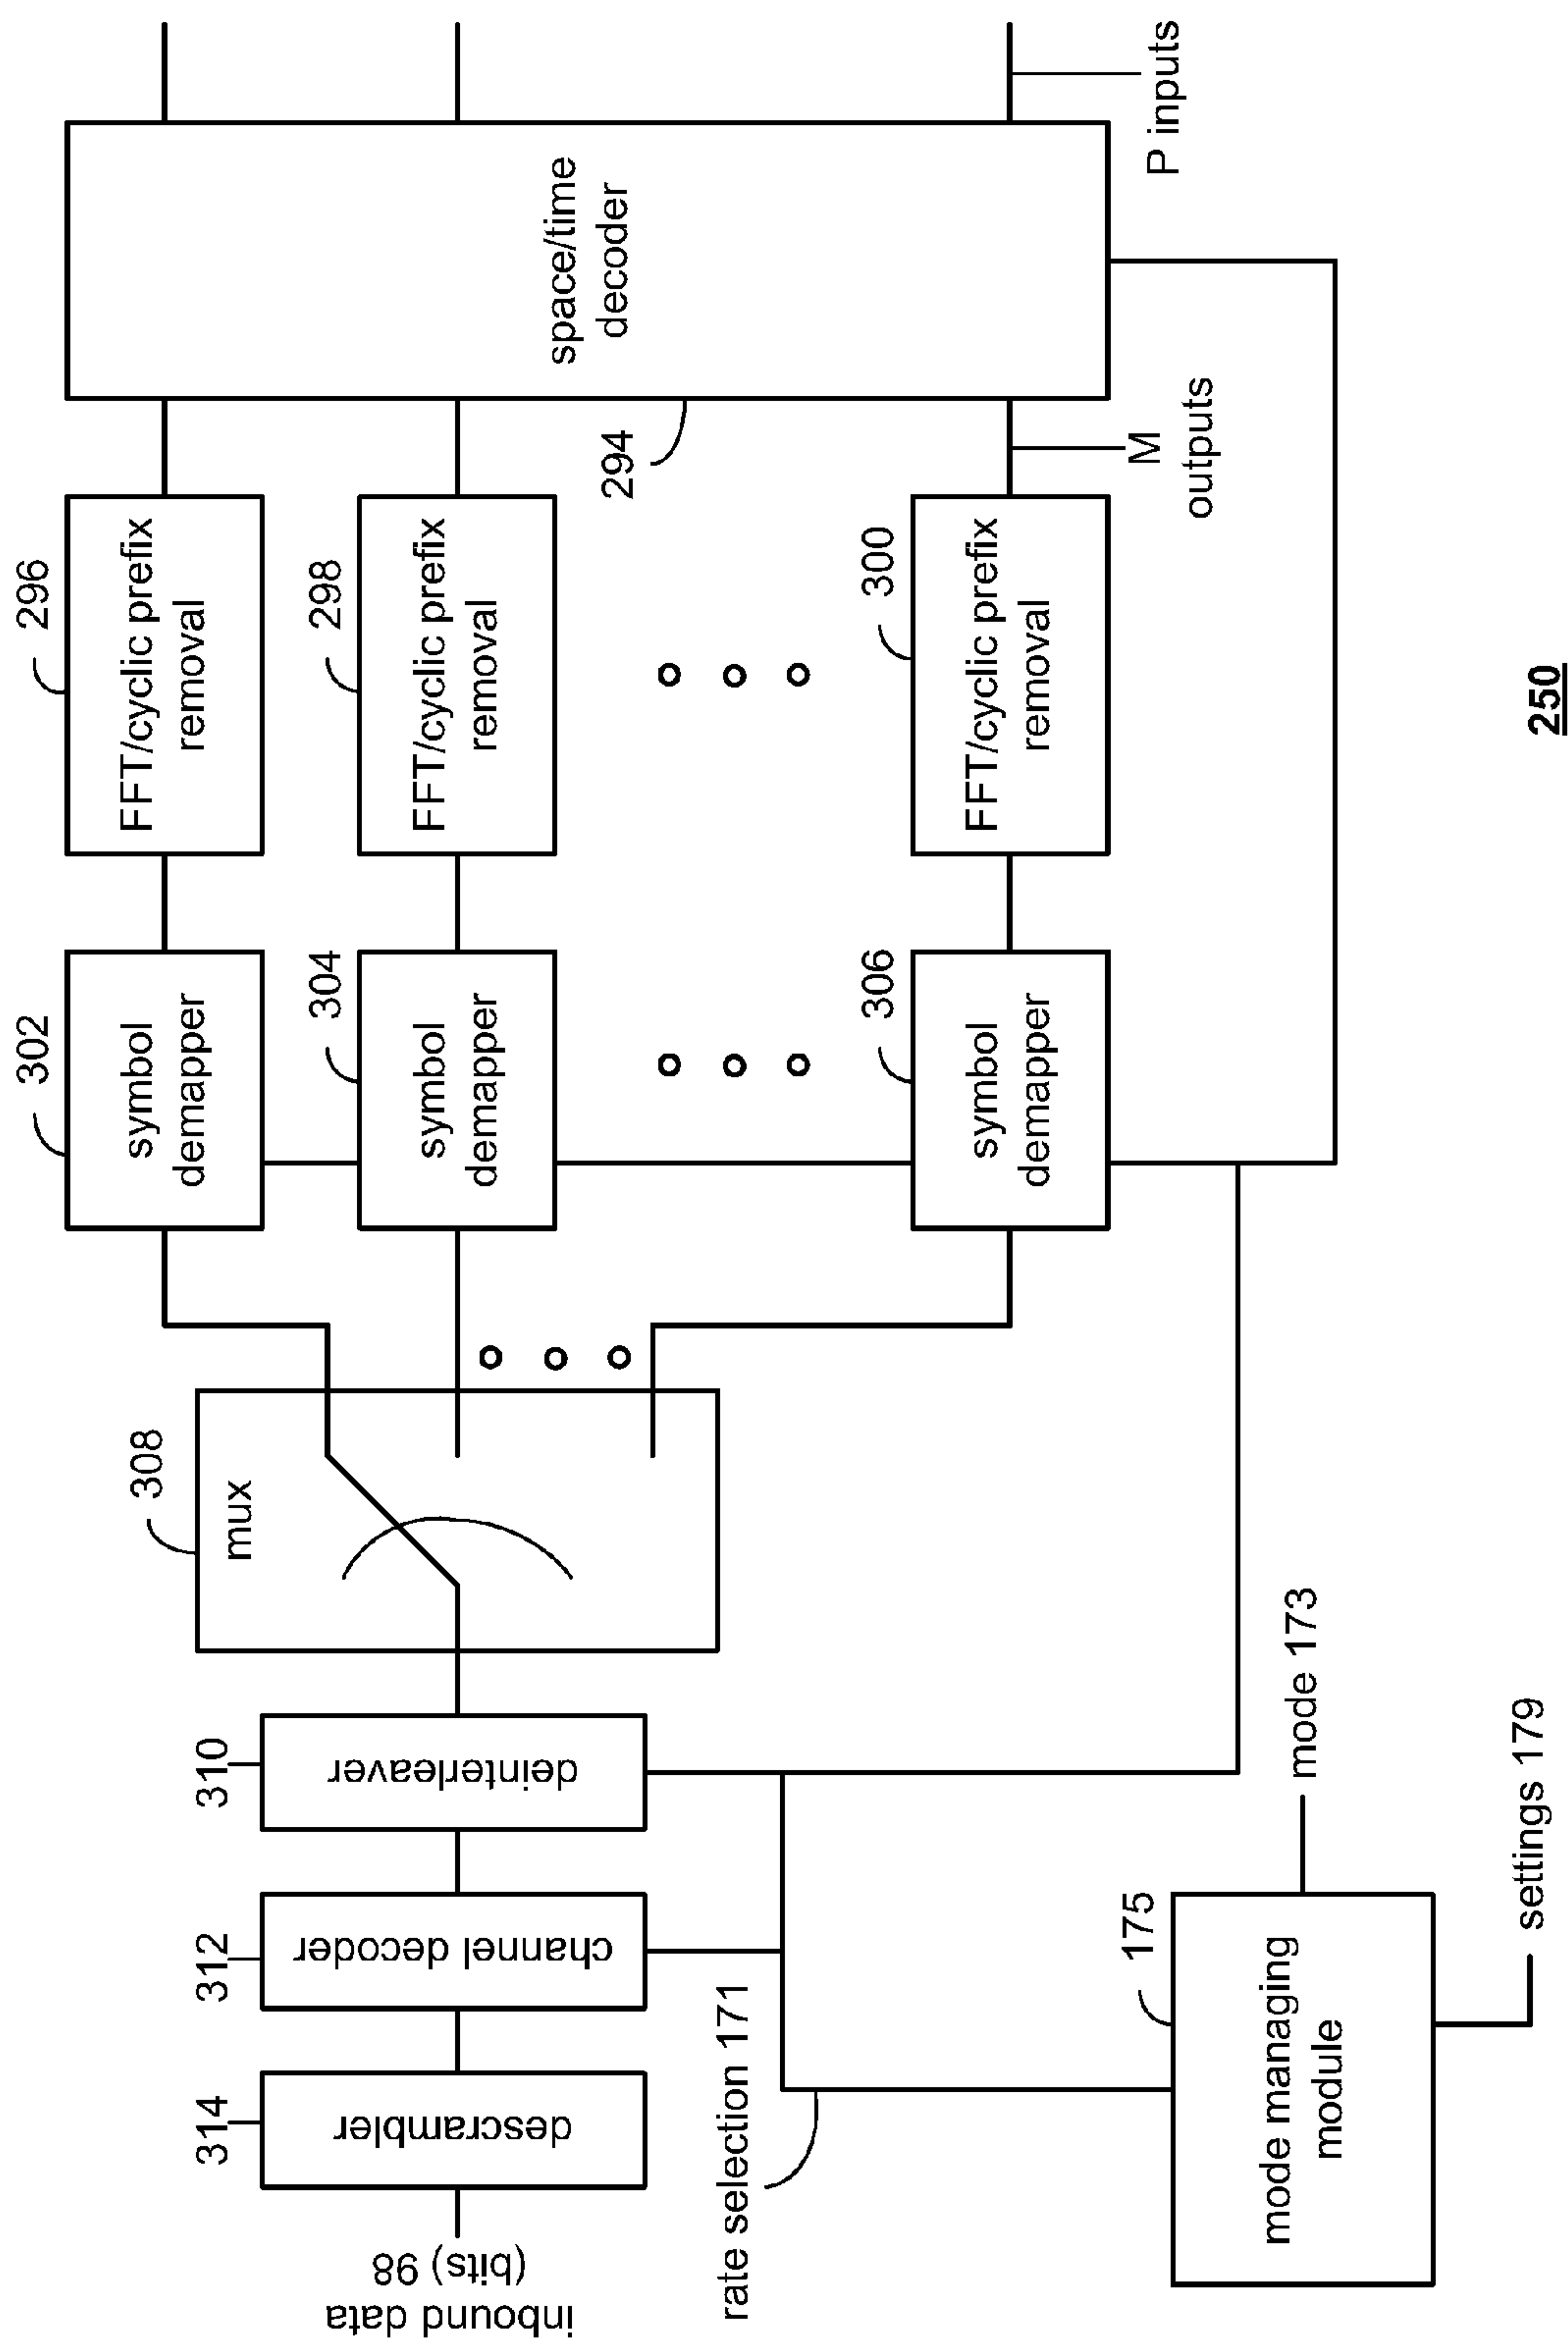 302
296
symbol
demapper
FFT/cyclic prefix
removal
308
mux
304
298
symbol
demapper
FFT/cyclic prefix
removal
314
312
310
descrambler
channel decoder
deinterleaver
inbound data
(bits) 98
space/time
decoder
294
rate selection 171
306
300
symbol
demapper
FFT/cyclic prefix
removal
M
outputs
P inputs
175
mode managing
module
mode 173
settings 179
250